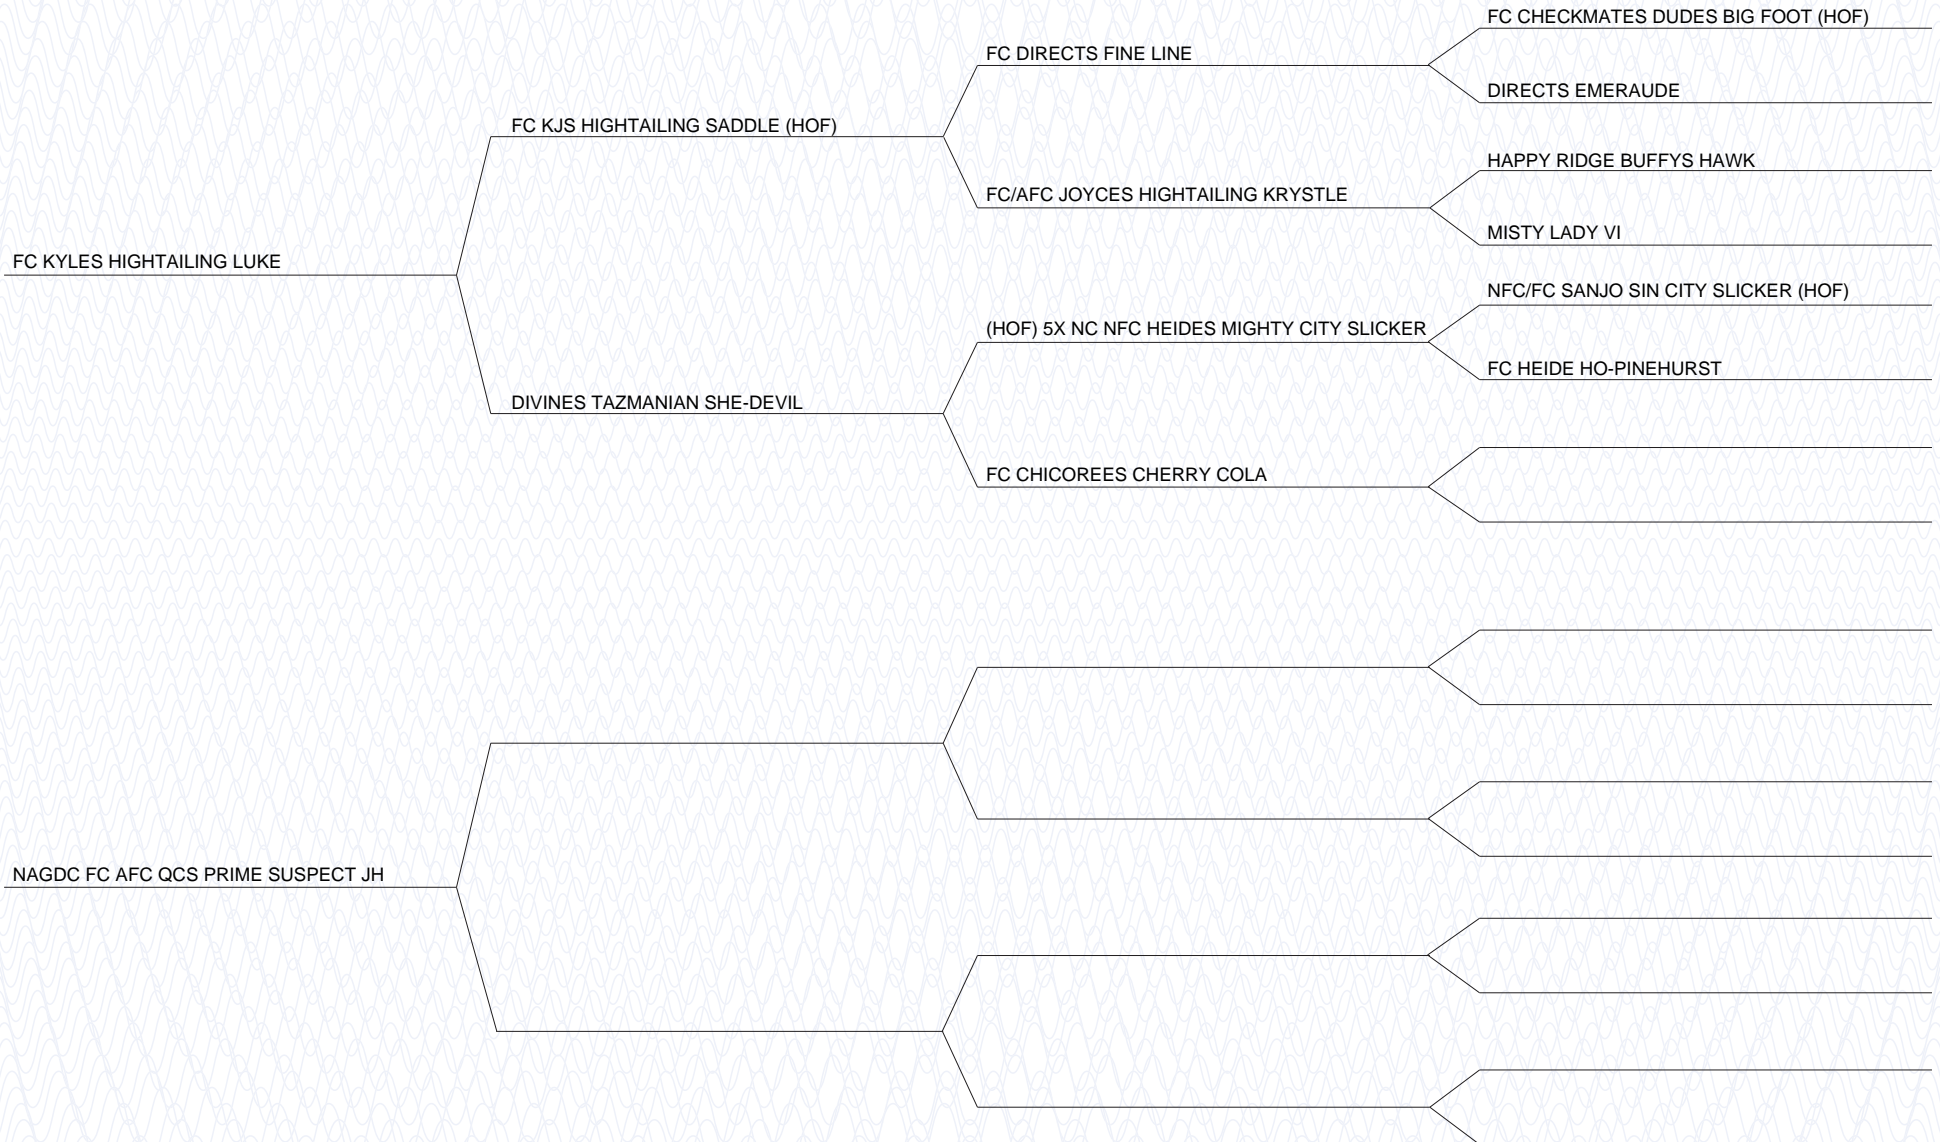 FC CHECKMATES DUDES BIG FOOT (HOF)
FC DIRECTS FINE LINE
DIRECTS EMERAUDE
FC KJS HIGHTAILING SADDLE (HOF)
HAPPY RIDGE BUFFYS HAWK
FC/AFC JOYCES HIGHTAILING KRYSTLE
MISTY LADY VI
FC KYLES HIGHTAILING LUKE
NFC/FC SANJO SIN CITY SLICKER (HOF)
(HOF) 5X NC NFC HEIDES MIGHTY CITY SLICKER
FC HEIDE HO-PINEHURST
DIVINES TAZMANIAN SHE-DEVIL
FC CHICOREES CHERRY COLA
NAGDC FC AFC QCS PRIME SUSPECT JH